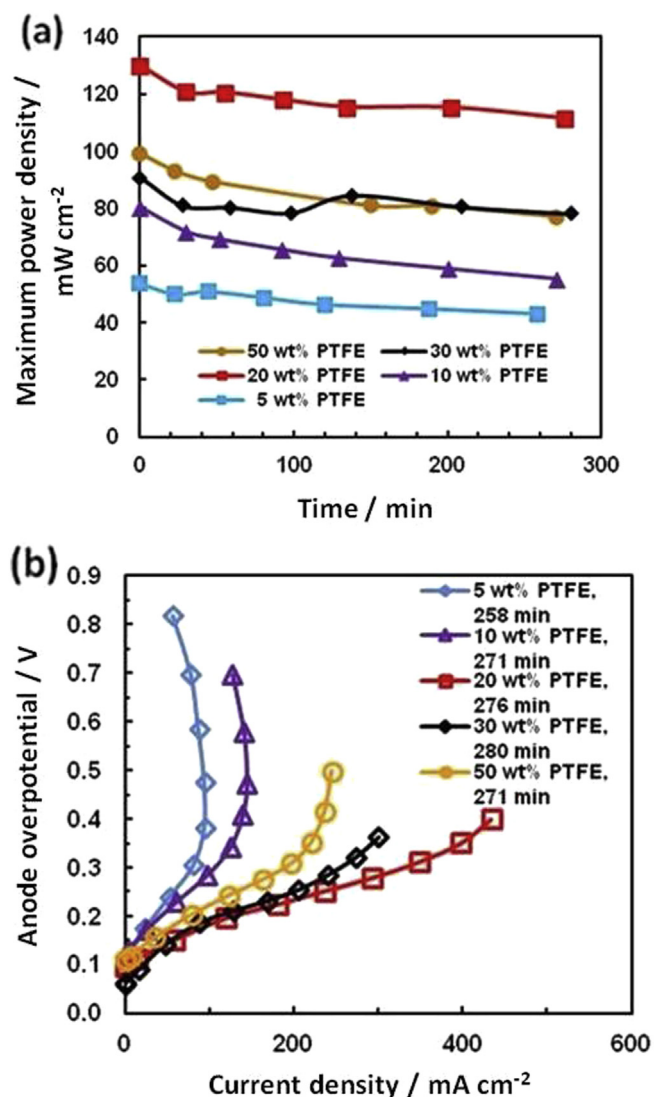 (a)
140
120
100
80
60
40
20
0
Maximum power density /
mW cm⁻²
50 wt% PTFE
30 wt% PTFE
20 wt% PTFE
10 wt% PTFE
5 wt% PTFE
0
100
200
300
Time / min
(b)
0.9
0.8
0.7
0.6
0.5
0.4
0.3
0.2
0.1
0.0
Anode overpotential / V
5 wt% PTFE,
258 min
10 wt% PTFE,
271 min
20 wt% PTFE,
276 min
30 wt% PTFE,
280 min
50 wt% PTFE,
271 min
0
200
400
600
Current density / mA cm⁻²